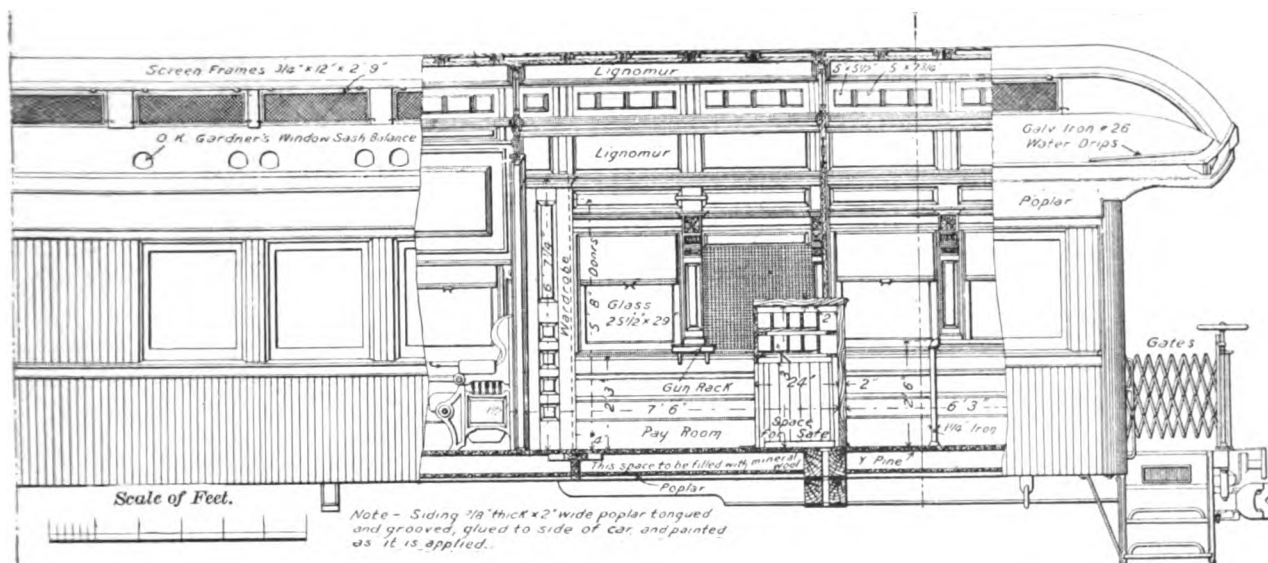 Screen Frames 3/4" × 12" × 2' 9"
Lignomur
5 × 5 1/2" 5 × 7 3/4"
O.K. Gardner's Window Sash Balance
Galv Iron #26
Water Drips
Lignomur
Poplar
6' 7 1/4"
Wardrobe
5' 8" Doors
Glass
25 1/2" × 29
2"
Gates
Gun Rack
3"
24"
2"
2' 3"
2' 6"
7' 6"
6' 3"
4"
Pay Room
Space
for Safe
1 1/4" Iron
This space to be filled with mineral
wool
Y Pine
Poplar
Scale of Feet.
Note - Siding 7/8" thick × 2" wide poplar tongued
and grooved, glued to side of car, and painted
as it is applied..